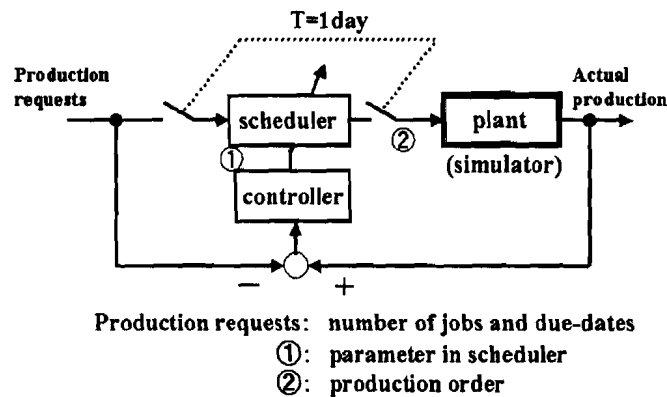 T=1day
Production
requests
Actual
production
scheduler
plant
①
②
(simulator)
controller
− +
Production requests: number of jobs and due-dates
①: parameter in scheduler
②: production order